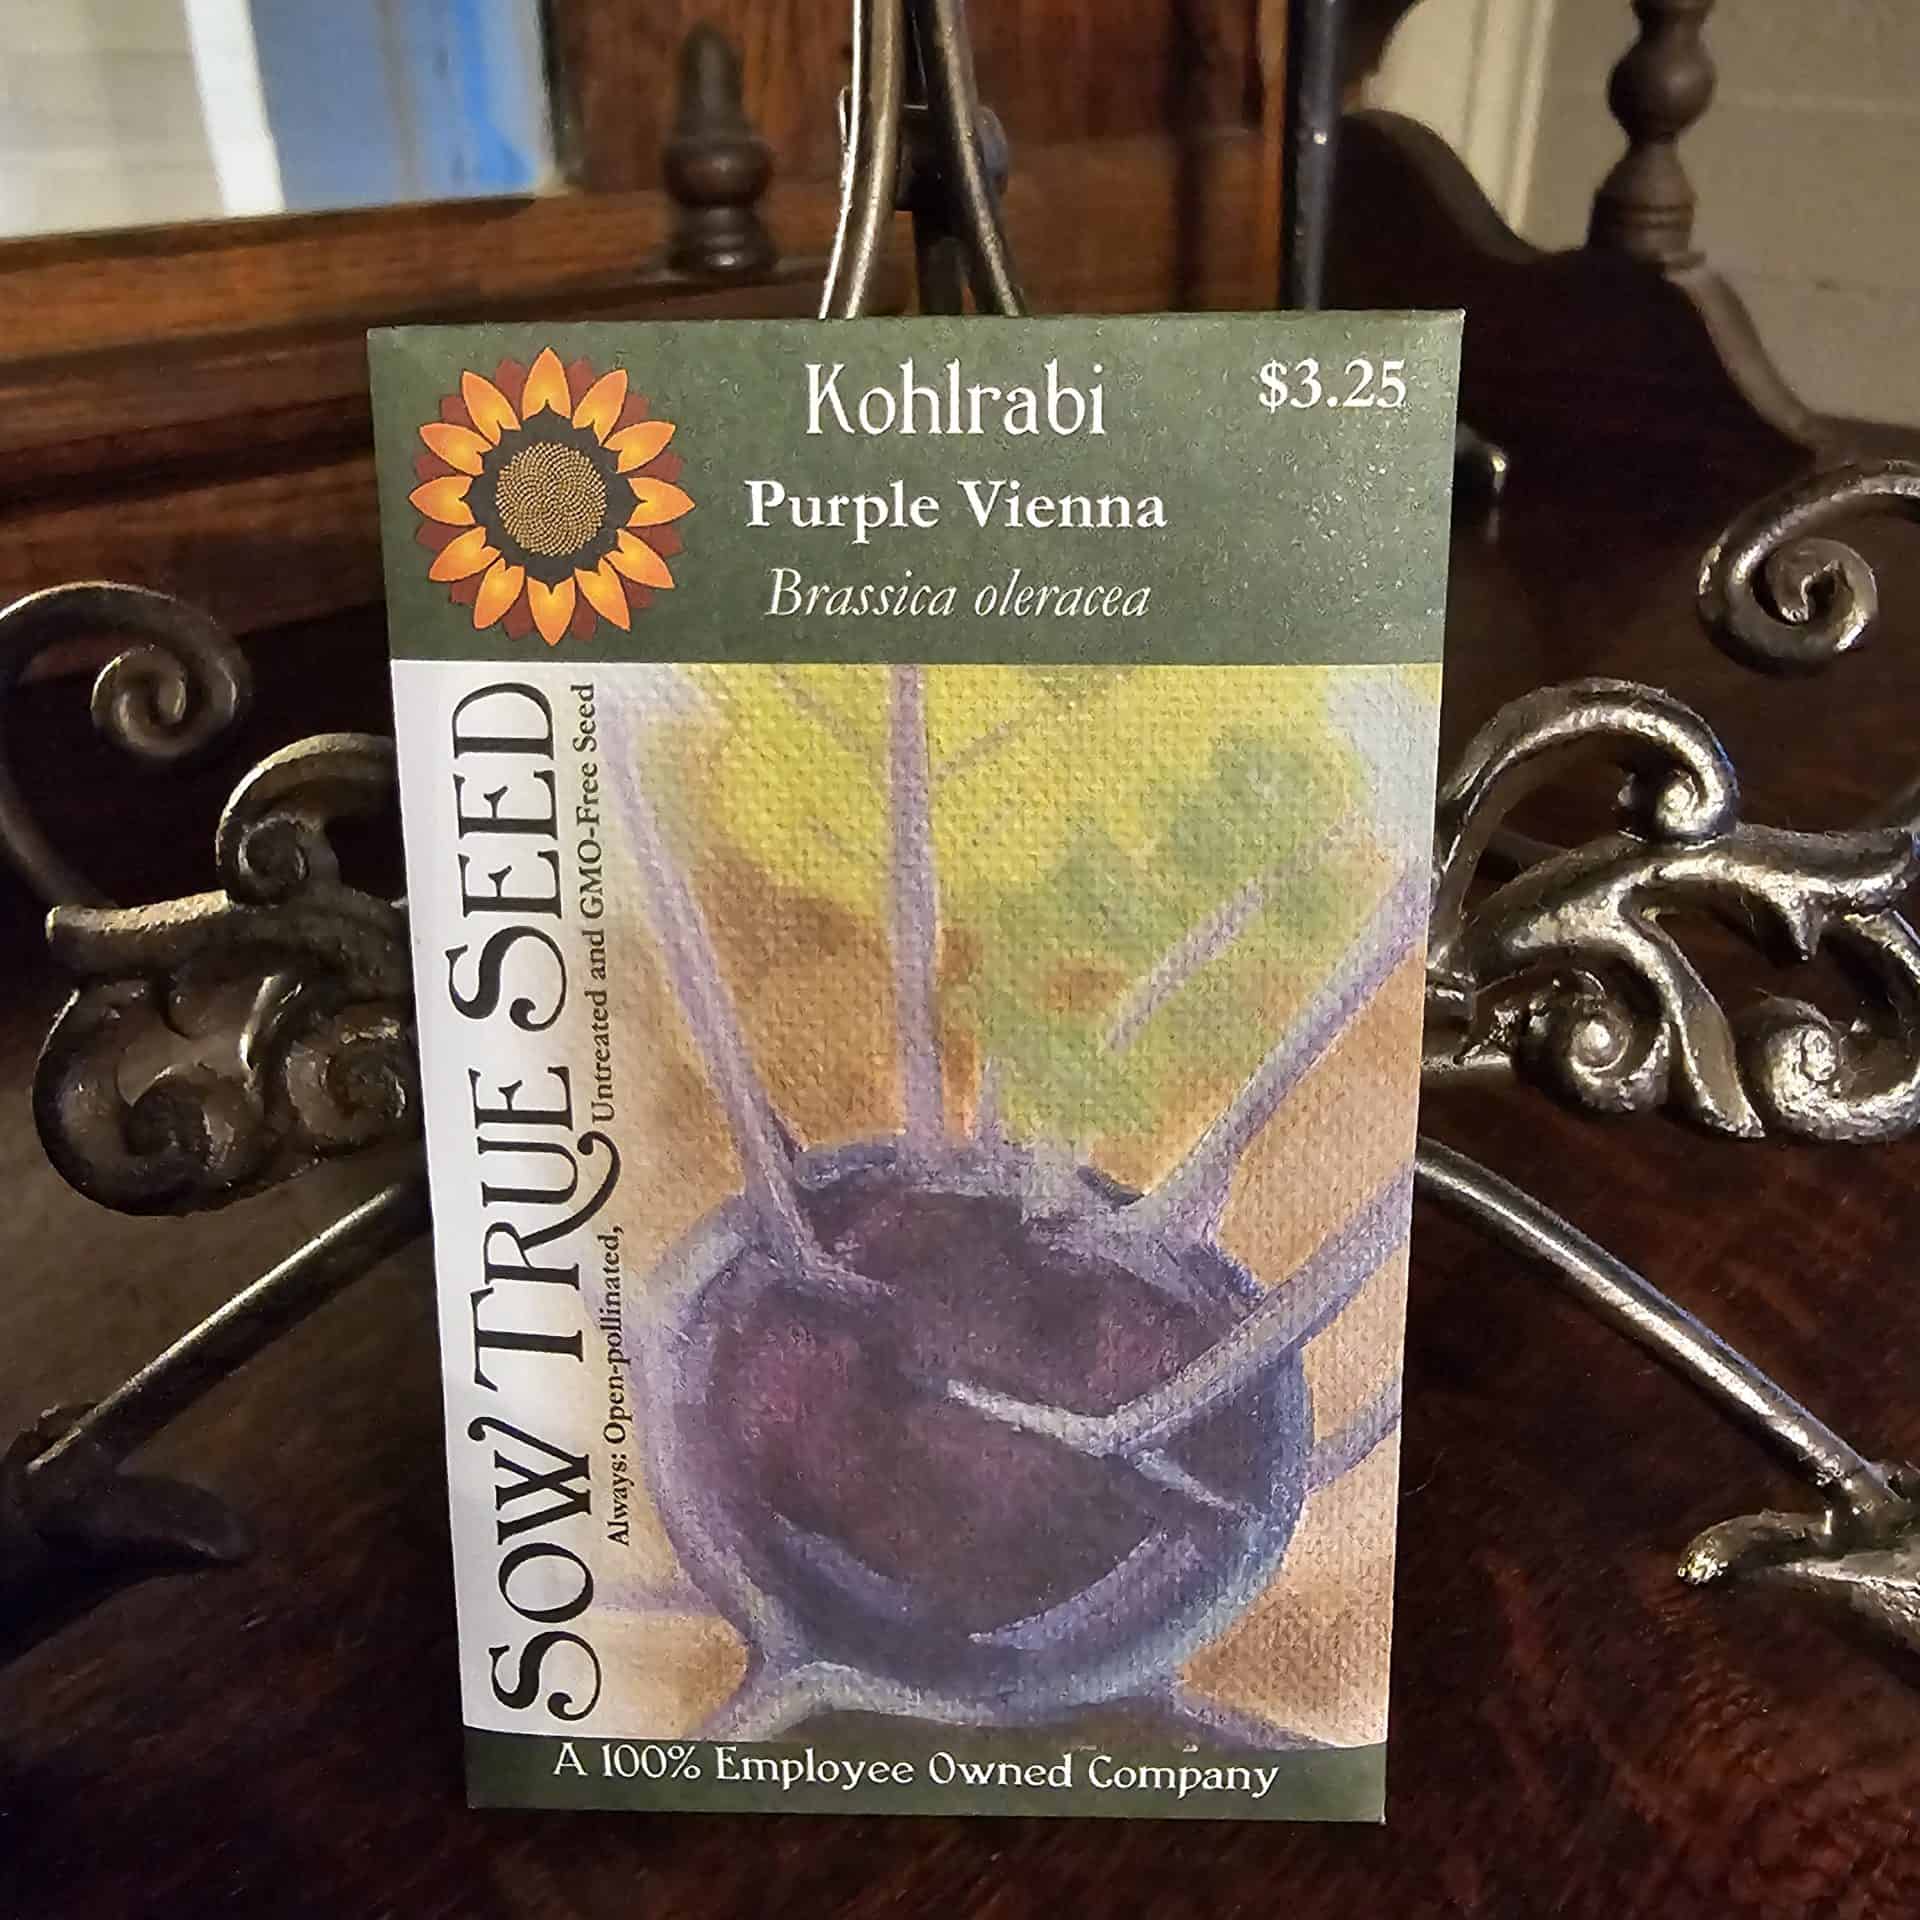 Kohlrabi
$3.25
Purple Vienna
Brassica oleracea
SOW TRUE SEED
Always: Open-pollinated, Untreated and GMO-Free Seed
A 100% Employee Owned Company